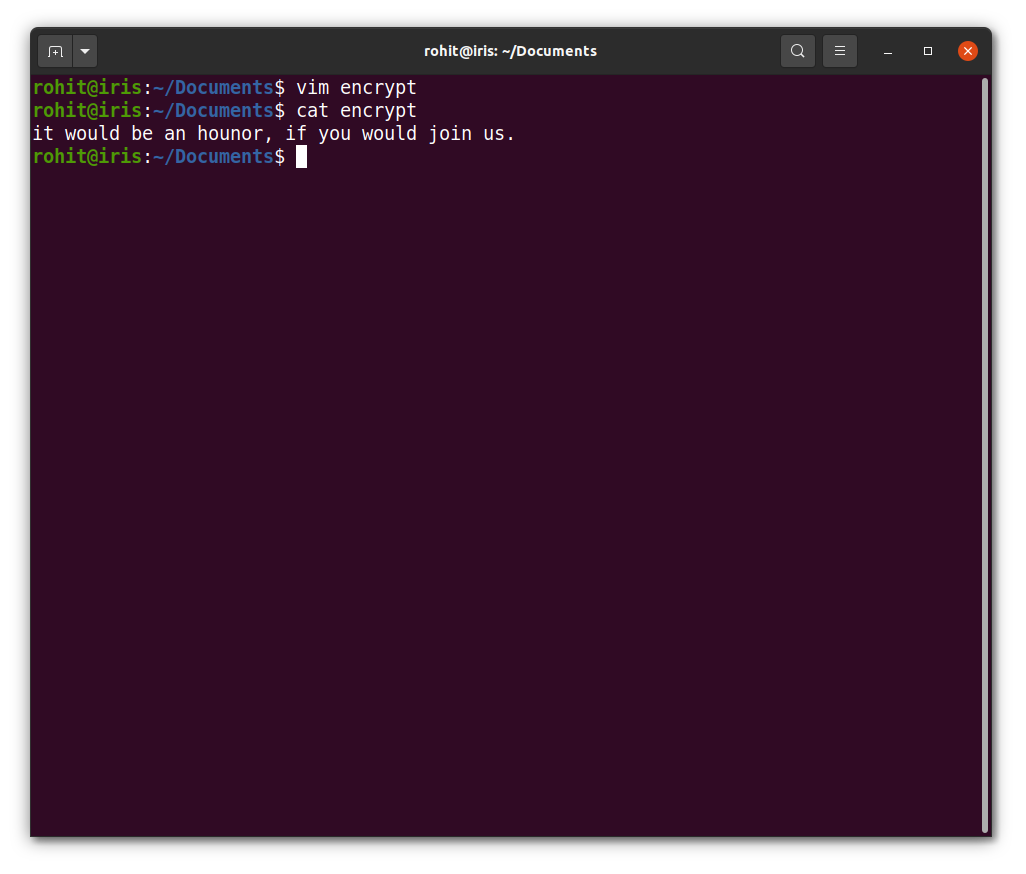 rohit@iris: ~/Documents
rohit@iris:~/Documents$ vim encrypt
rohit@iris:~/Documents$ cat encrypt
it would be an hounor, if you would join us.
rohit@iris:~/Documents$